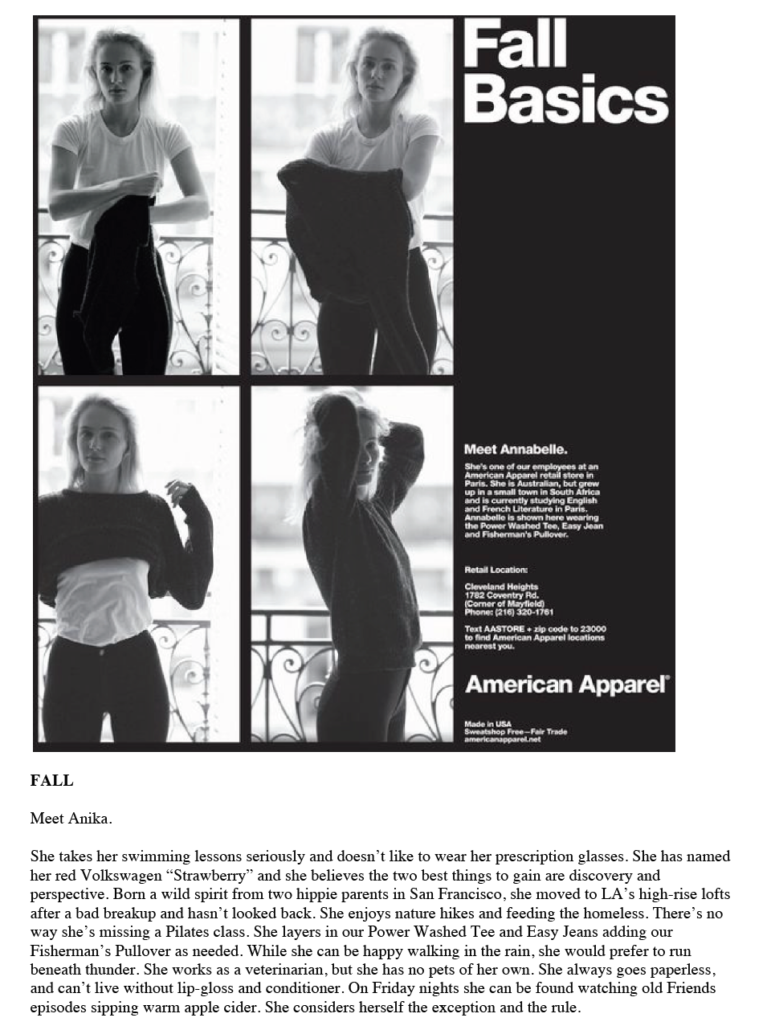 Fall
Basics
Meet Annabelle.
She's one of our employees at an
American Apparel retail store in
Paris. She is Australian, but grew
up in a small town in South Africa
and is currently studying English
and French Literature in Paris.
Annabelle is shown here wearing
the Power Washed Tee, Easy Jean
and Fisherman's Pullover.
Retail Location:
Cleveland Heights
1782 Coventry Rd.
(Corner of Mayfield)
Phone: (216) 320-1761
Text AASTORE + zip code to 23000
to find American Apparel locations
nearest you.
American Apparel®
Made in USA
Sweatshop Free—Fair Trade
americanapparel.net
FALL
Meet Anika.
She takes her swimming lessons seriously and doesn't like to wear her prescription glasses. She has named
her red Volkswagen “Strawberry” and she believes the two best things to gain are discovery and
perspective. Born a wild spirit from two hippie parents in San Francisco, she moved to LA's high-rise lofts
after a bad breakup and hasn't looked back. She enjoys nature hikes and feeding the homeless. There's no
way she's missing a Pilates class. She layers in our Power Washed Tee and Easy Jeans adding our
Fisherman's Pullover as needed. While she can be happy walking in the rain, she would prefer to run
beneath thunder. She works as a veterinarian, but she has no pets of her own. She always goes paperless,
and can't live without lip-gloss and conditioner. On Friday nights she can be found watching old Friends
episodes sipping warm apple cider. She considers herself the exception and the rule.